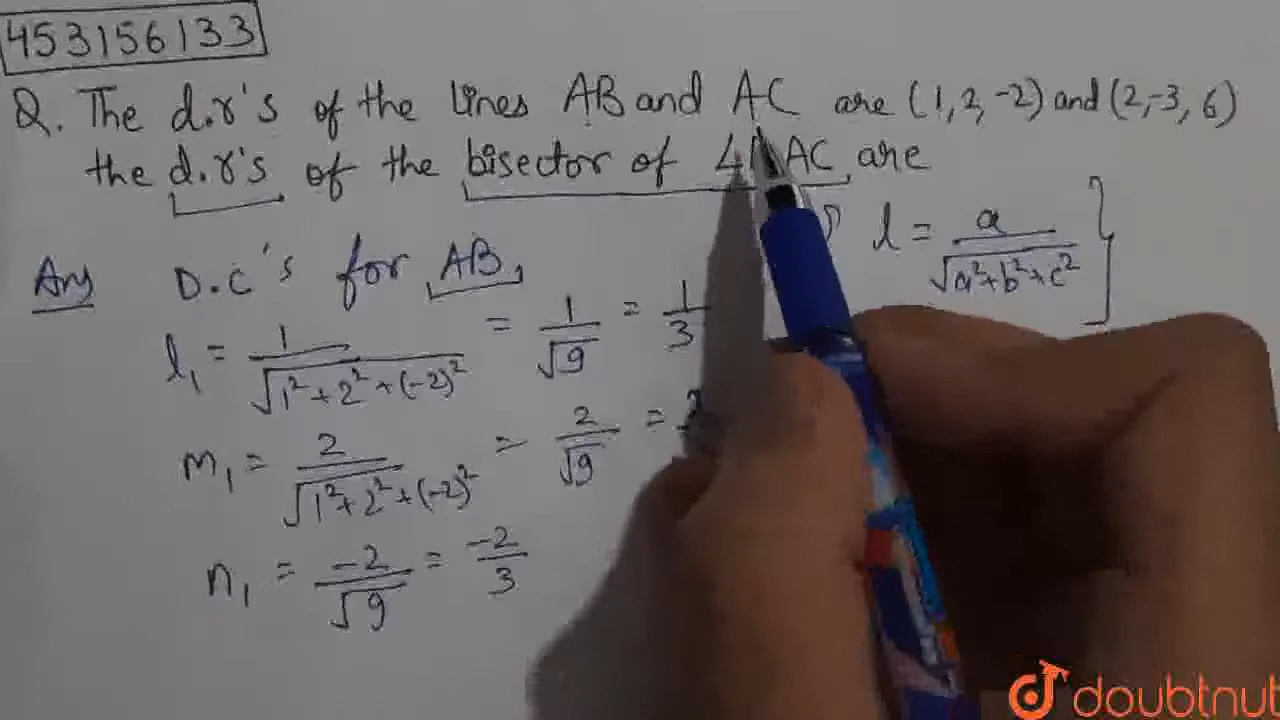 453156133
Q. The d.r's of the lines AB and AC are (1, 2, -2) and (2, -3, 6)
the d.r's of the bisector of AC are
l = a / √(a² + b² + c²)
Ans D.C's for AB,
l₁ = 1 / √(1² + 2² + (-2)²) = 1/√9 = 1/3
m₁ = 2 / √(1² + 2² + (-2)²) = 2/√9 =
n₁ = -2/√9 = -2/3
doubtnut